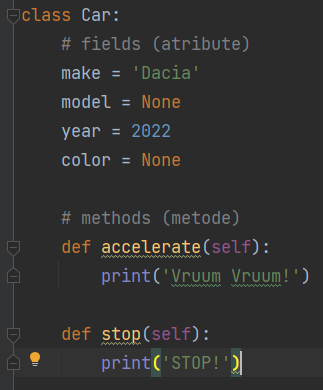 class Car:
    # fields (atribute)
    make = 'Dacia'
    model = None
    year = 2022
    color = None

    # methods (metode)
    def accelerate(self):
        print('Vruum Vruum!')

    def stop(self):
        print('STOP!')